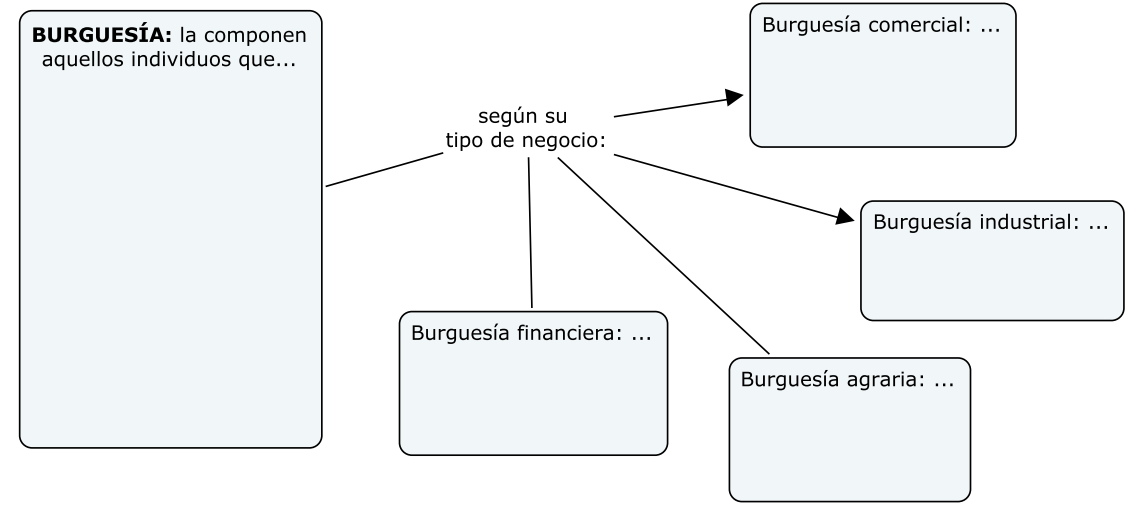 BURGUESÍA: la componen
aquellos individuos que...
según su
tipo de negocio:
Burguesía comercial: ...
Burguesía industrial: ...
Burguesía financiera: ...
Burguesía agraria: ...